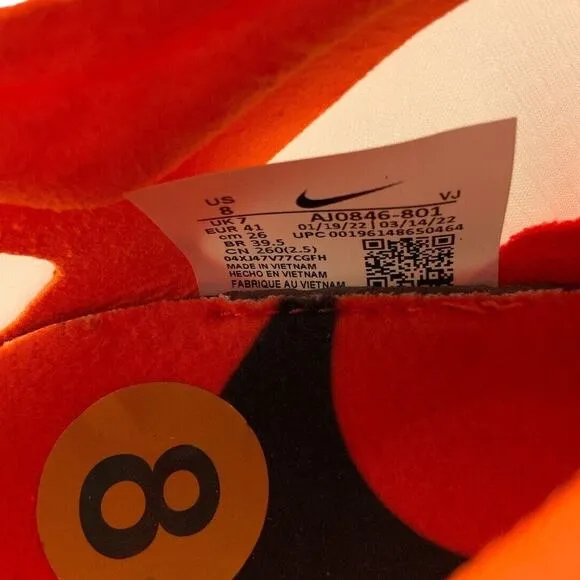 US
8
UK 7
EUR 41
cm 26
BR 39.5
CN 260(2.5)
04XJ47V77CGFH
MADE IN VIETNAM
HECHO EN VIETNAM
FABRIQUE AU VIETNAM
VJ
AJ0846-801
01/19/22 | 03/14/22
UPC 00196148650464
8